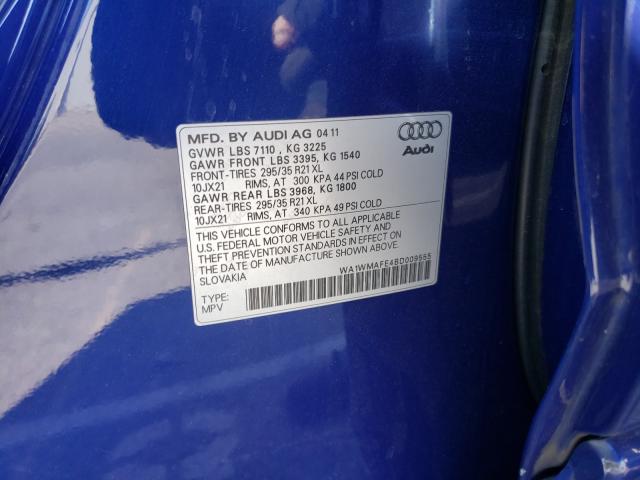 MFD. BY AUDI AG 04 11
GVWR LBS 7110 , KG 3225
GAWR FRONT LBS 3395, KG 1540
FRONT-TIRES 295/35 R21 XL
10JX21 RIMS, AT 300 KPA 44 PSI COLD
GAWR REAR LBS 3968, KG 1800
REAR-TIRES 295/35 R21 XL
10JX21 RIMS, AT 340 KPA 49 PSI COLD
Audi
THIS VEHICLE CONFORMS TO ALL APPLICABLE
U.S. FEDERAL MOTOR VEHICLE SAFETY AND
THEFT PREVENTION STANDARDS IN EFFECT ON
THE DATE OF MANUFACTURE SHOWN ABOVE.
SLOVAKIA
WA1WMAFE4BD009555
TYPE:
MPV